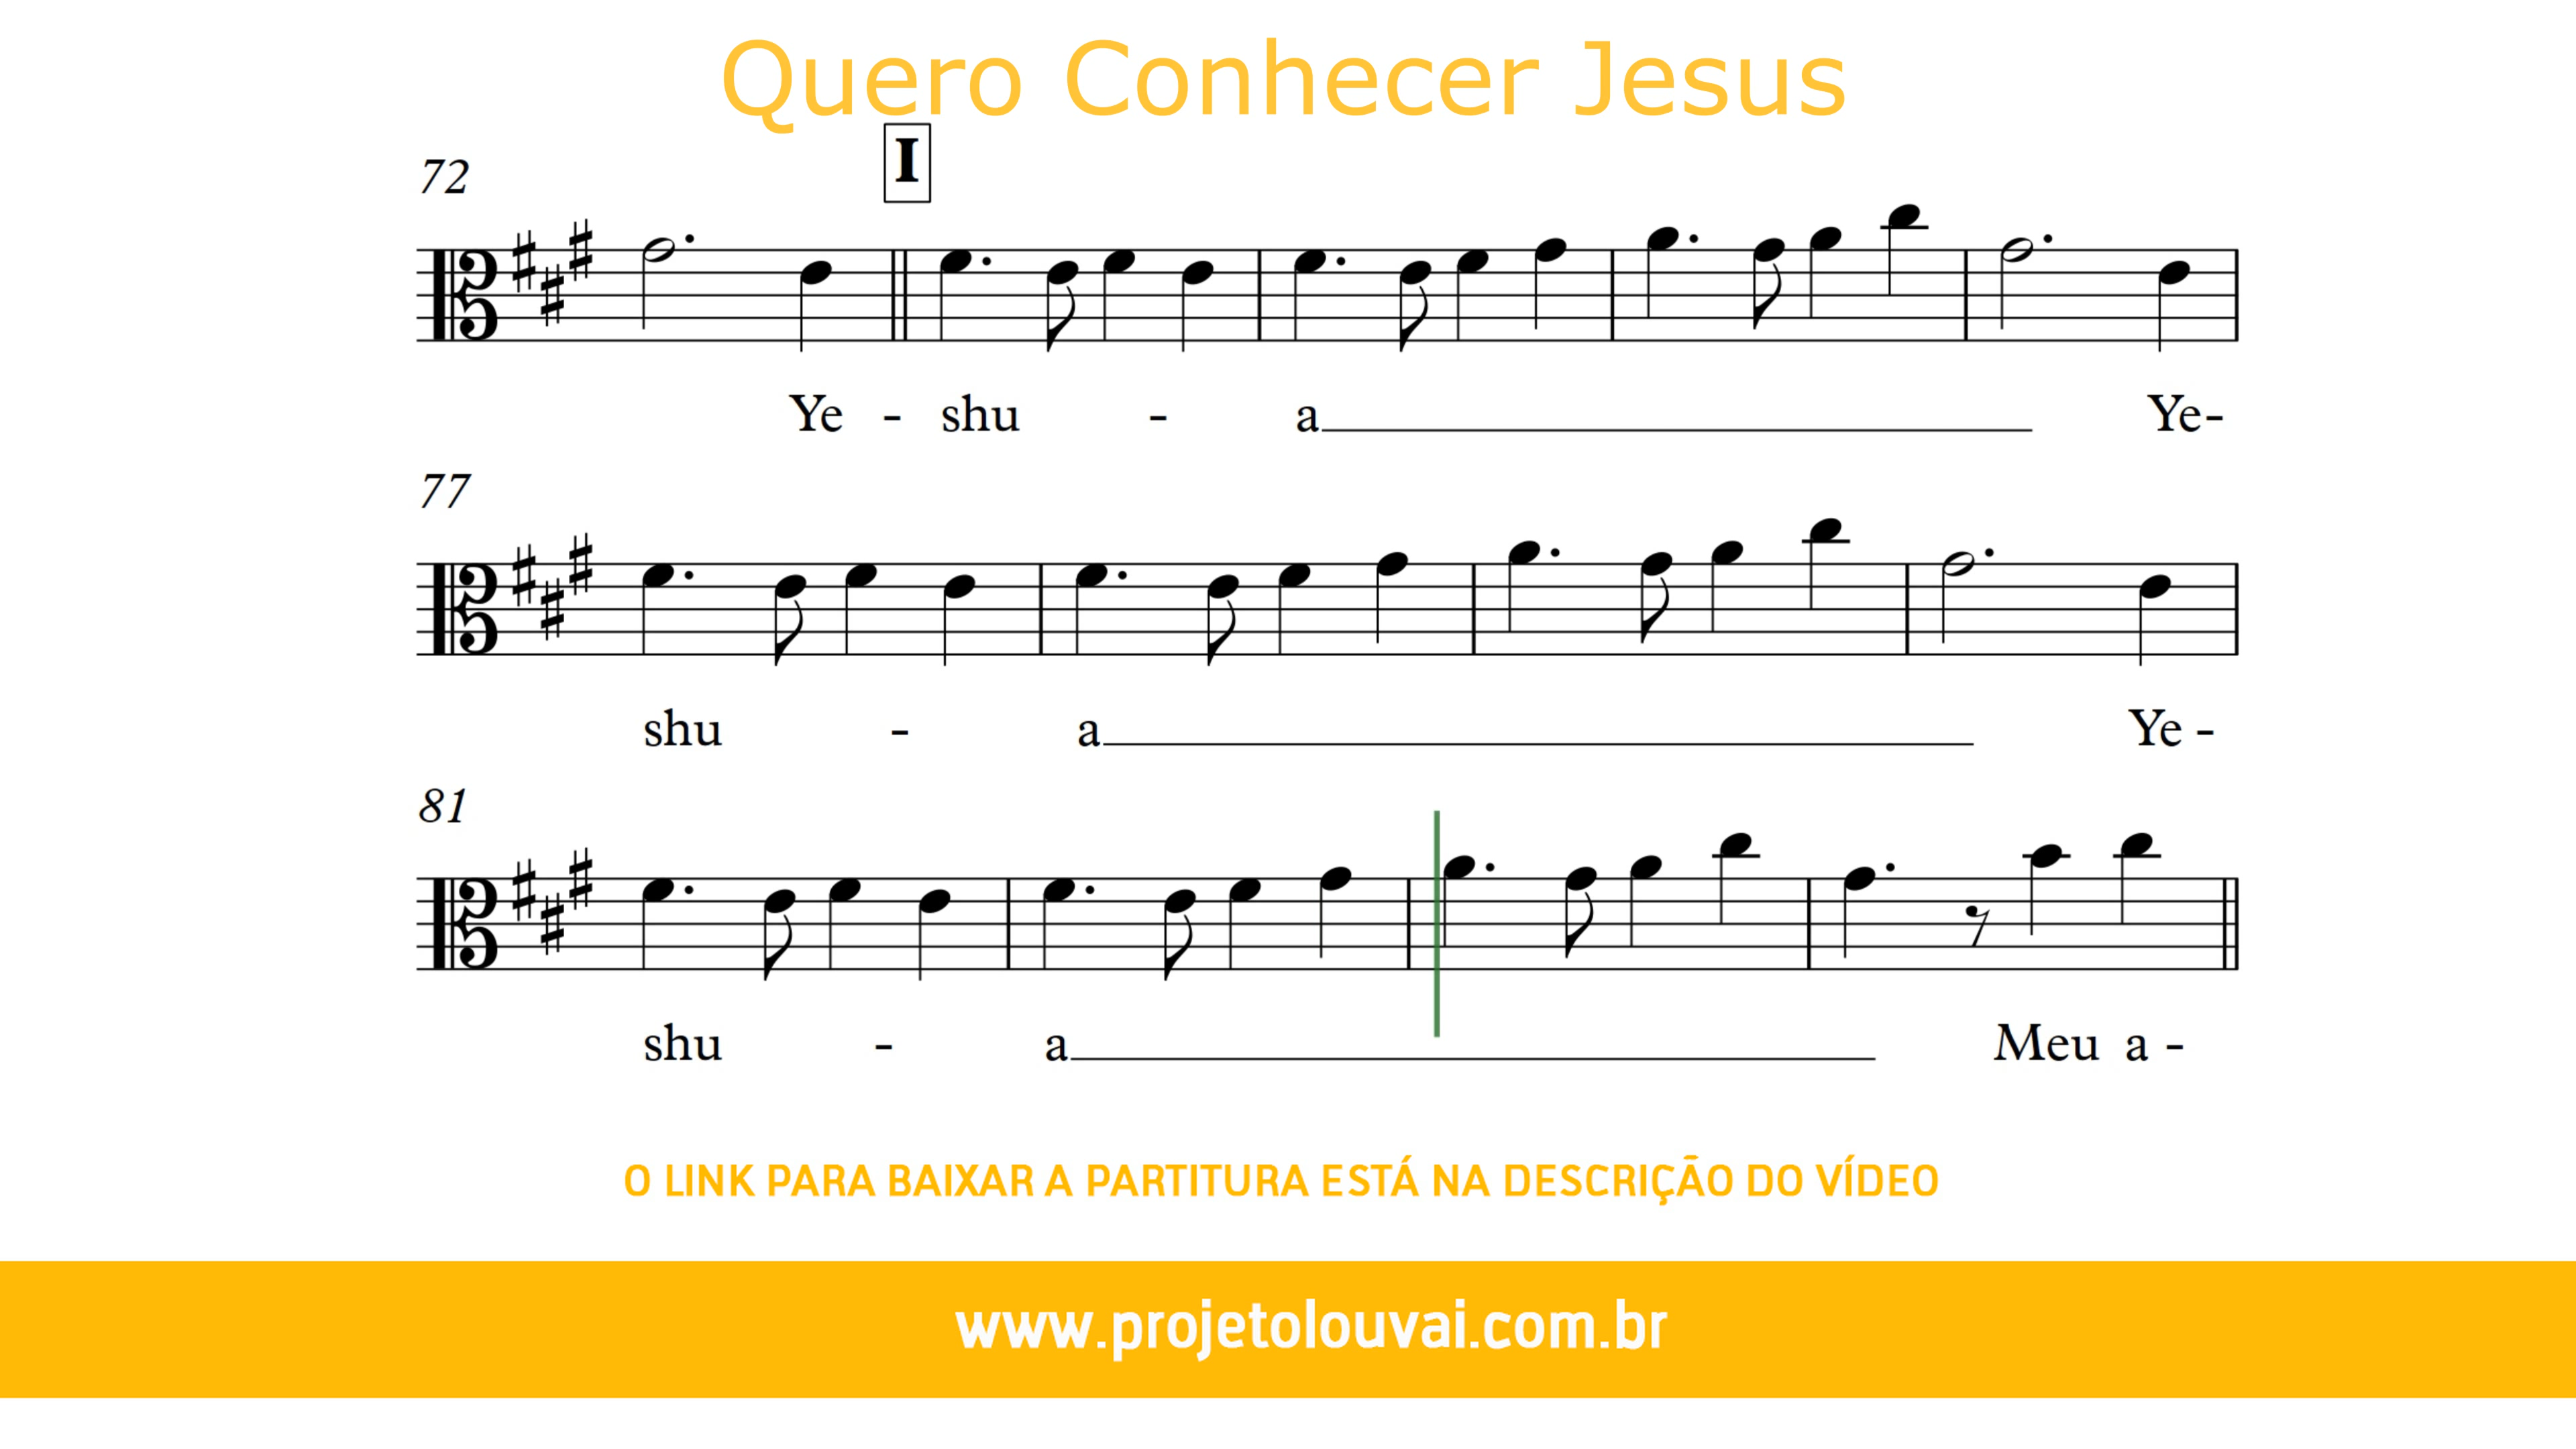 Quero Conhecer Jesus
I
72
Ye - shu - a Ye-
77
shu - a Ye -
81
shu - a Meu a -
O LINK PARA BAIXAR A PARTITURA ESTÁ NA DESCRIÇÃO DO VÍDEO
www.projetolouvai.com.br